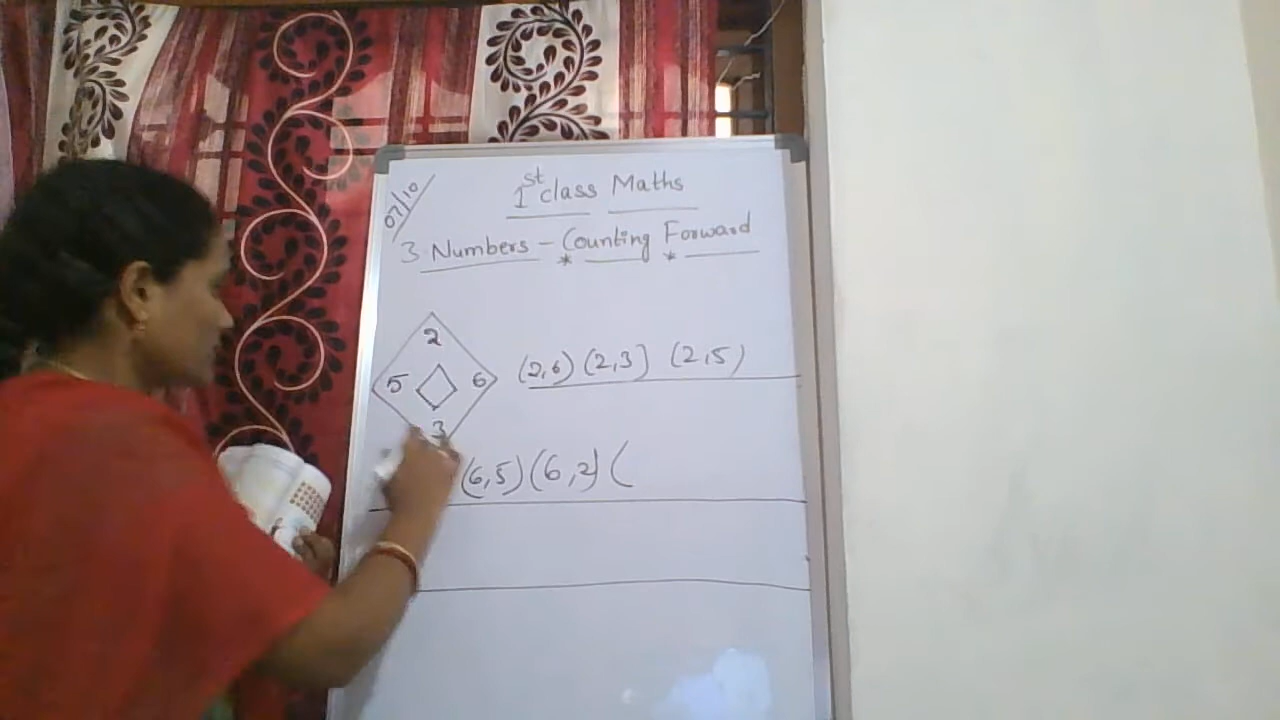 07/10
1st class Maths
3 Numbers - Counting Forward
2
5 6
3
(2,6) (2,3] (2,5)
(6,5) (6,2) (